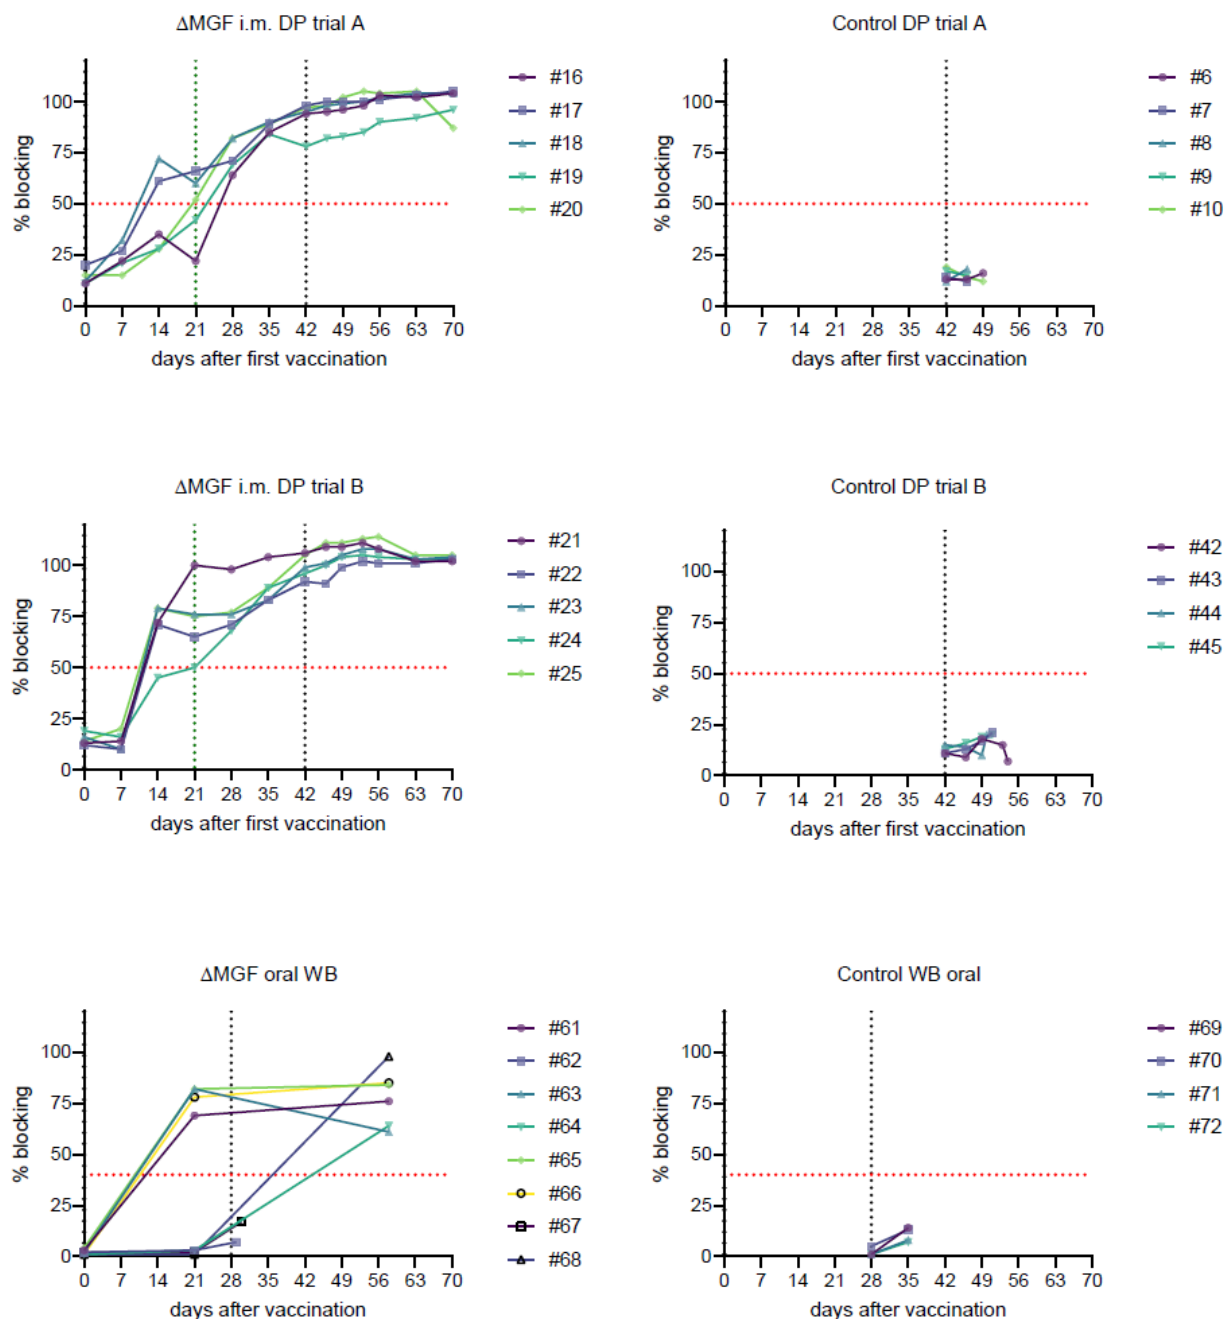 ΔMGF i.m. DP trial A
% blocking
100
75
50
25
0
0 7 14 21 28 35 42 49 56 63 70
days after first vaccination
#16
#17
#18
#19
#20
Control DP trial A
% blocking
100
75
50
25
0
0 7 14 21 28 35 42 49 56 63 70
days after first vaccination
#6
#7
#8
#9
#10
ΔMGF i.m. DP trial B
% blocking
100
75
50
25
0
0 7 14 21 28 35 42 49 56 63 70
days after first vaccination
#21
#22
#23
#24
#25
Control DP trial B
% blocking
100
75
50
25
0
0 7 14 21 28 35 42 49 56 63 70
days after first vaccination
#42
#43
#44
#45
ΔMGF oral WB
% blocking
100
75
50
25
0
0 7 14 21 28 35 42 49 56 63 70
days after vaccination
#61
#62
#63
#64
#65
#66
#67
#68
Control WB oral
% blocking
100
75
50
25
0
0 7 14 21 28 35 42 49 56 63 70
days after vaccination
#69
#70
#71
#72